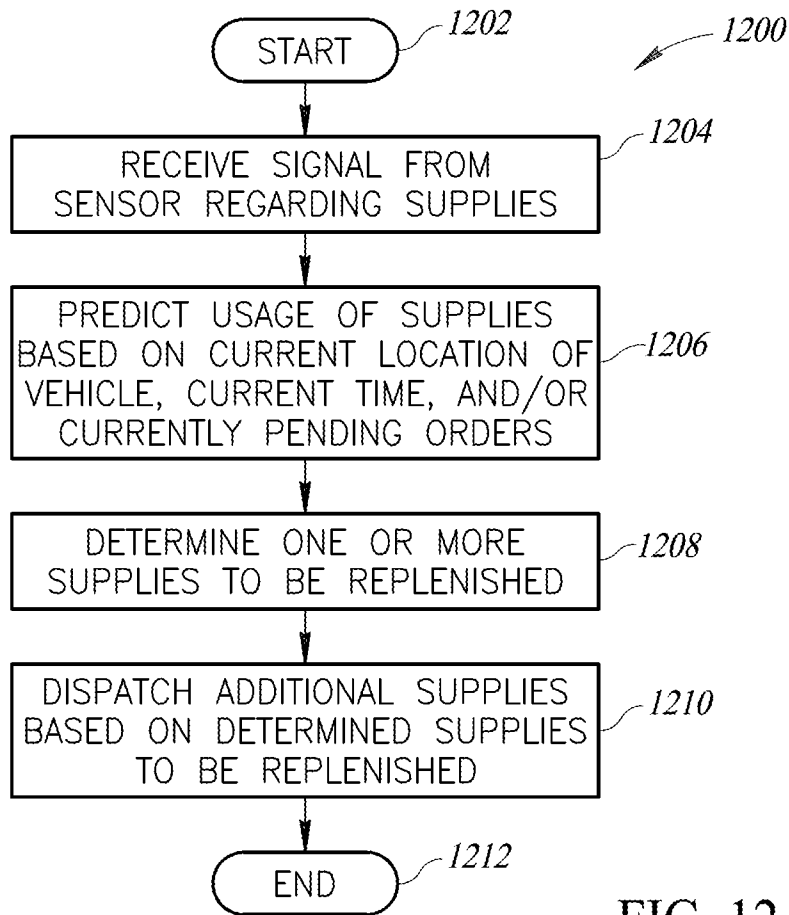 START
1202
1200
1204
RECEIVE SIGNAL FROM
SENSOR REGARDING SUPPLIES
PREDICT USAGE OF SUPPLIES
BASED ON CURRENT LOCATION OF
VEHICLE, CURRENT TIME, AND/OR
CURRENTLY PENDING ORDERS
1206
DETERMINE ONE OR MORE
SUPPLIES TO BE REPLENISHED
1208
DISPATCH ADDITIONAL SUPPLIES
BASED ON DETERMINED SUPPLIES
TO BE REPLENISHED
1210
END
1212
FIG. 12